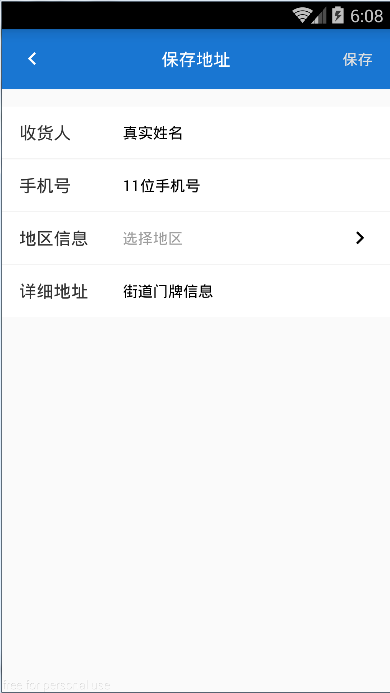 6:08
保存地址
保存
收货人 真实姓名
手机号 11位手机号
地区信息 选择地区
详细地址 街道门牌信息
free for personal use